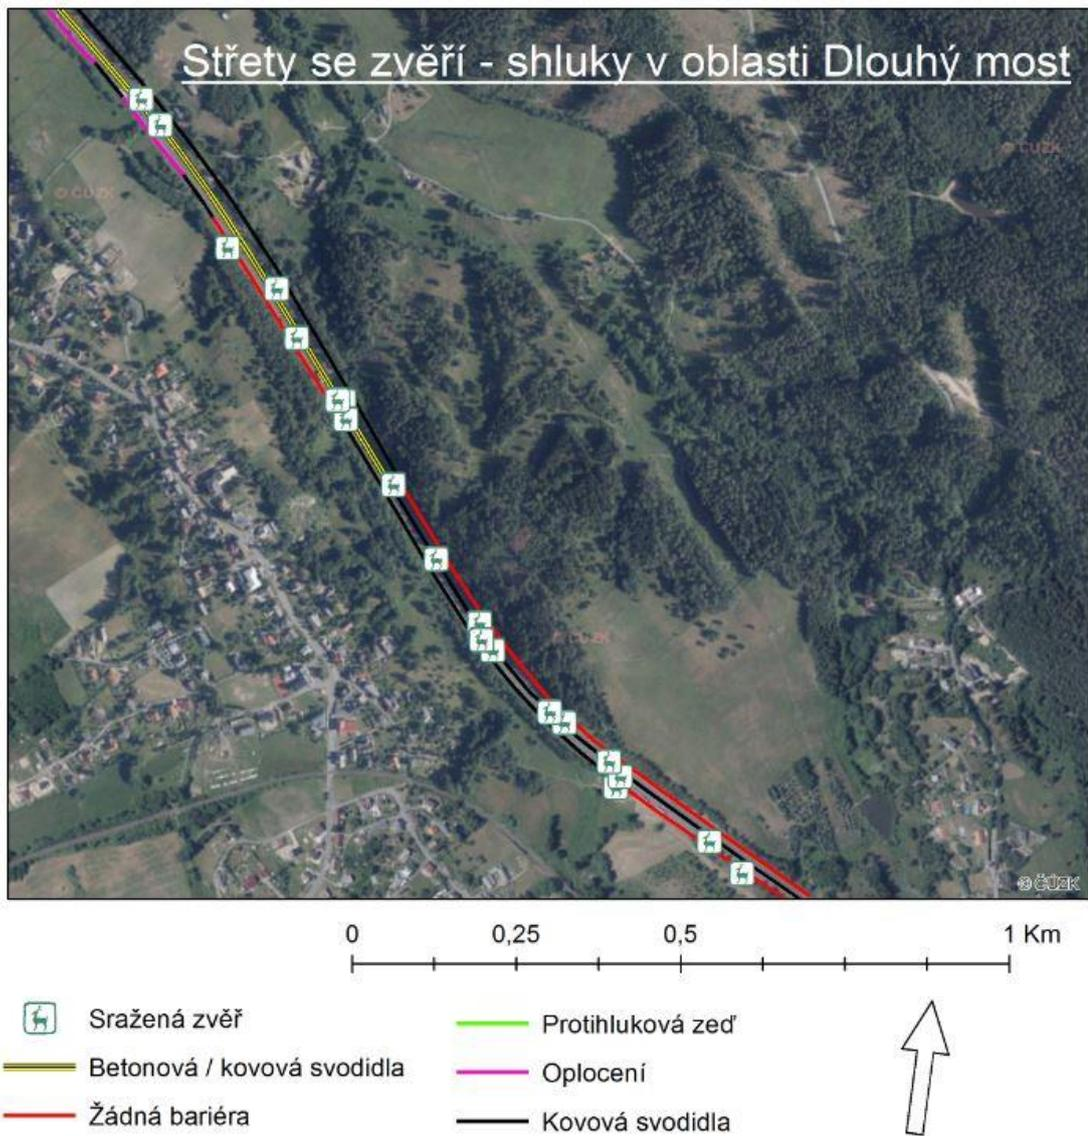 Střety se zvěří - shluky v oblasti Dlouhý most
© ČÚZK
© ČÚZK
© ČÚZK
© ČÚZK
0 0,25 0,5 1 Km
Sražená zvěř
Betonová / kovová svodidla
Žádná bariéra
Protihluková zeď
Oplocení
Kovová svodidla